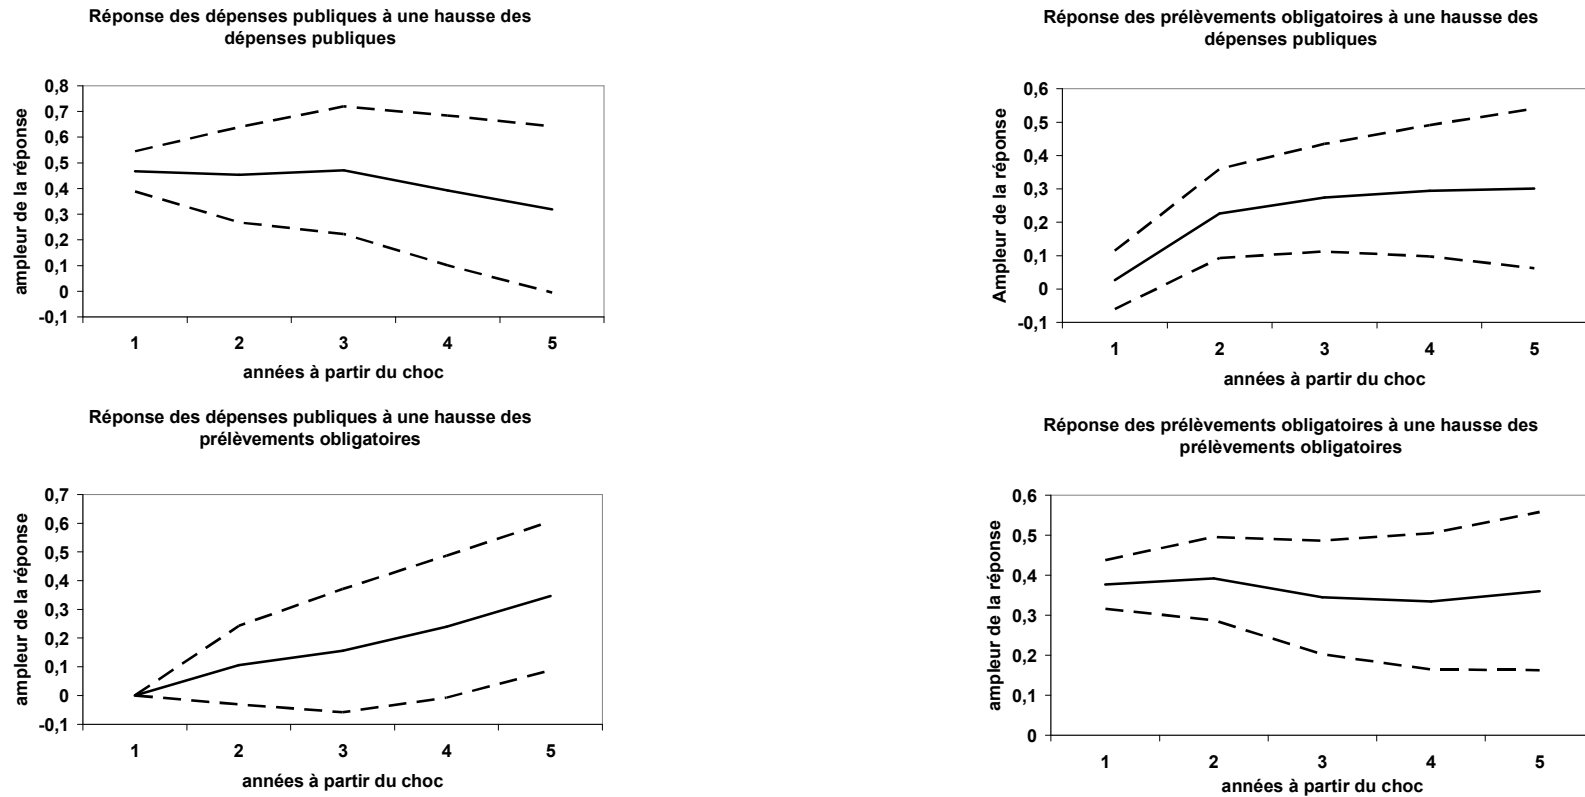 Réponse des dépenses publiques à une hausse des
dépenses publiques
ampleur de la réponse
0,8
0,7
0,6
0,5
0,4
0,3
0,2
0,1
0
-0,1
1 2 3 4 5
années à partir du choc
Réponse des prélèvements obligatoires à une hausse des
dépenses publiques
Ampleur de la réponse
0,6
0,5
0,4
0,3
0,2
0,1
0
-0,1
1 2 3 4 5
années à partir du choc
Réponse des dépenses publiques à une hausse des
prélèvements obligatoires
ampleur de la réponse
0,7
0,6
0,5
0,4
0,3
0,2
0,1
0
-0,1
1 2 3 4 5
années à partir du choc
Réponse des prélèvements obligatoires à une hausse des
prélèvements obligatoires
ampleur de la réponse
0,6
0,5
0,4
0,3
0,2
0,1
0
1 2 3 4 5
années à partir du choc